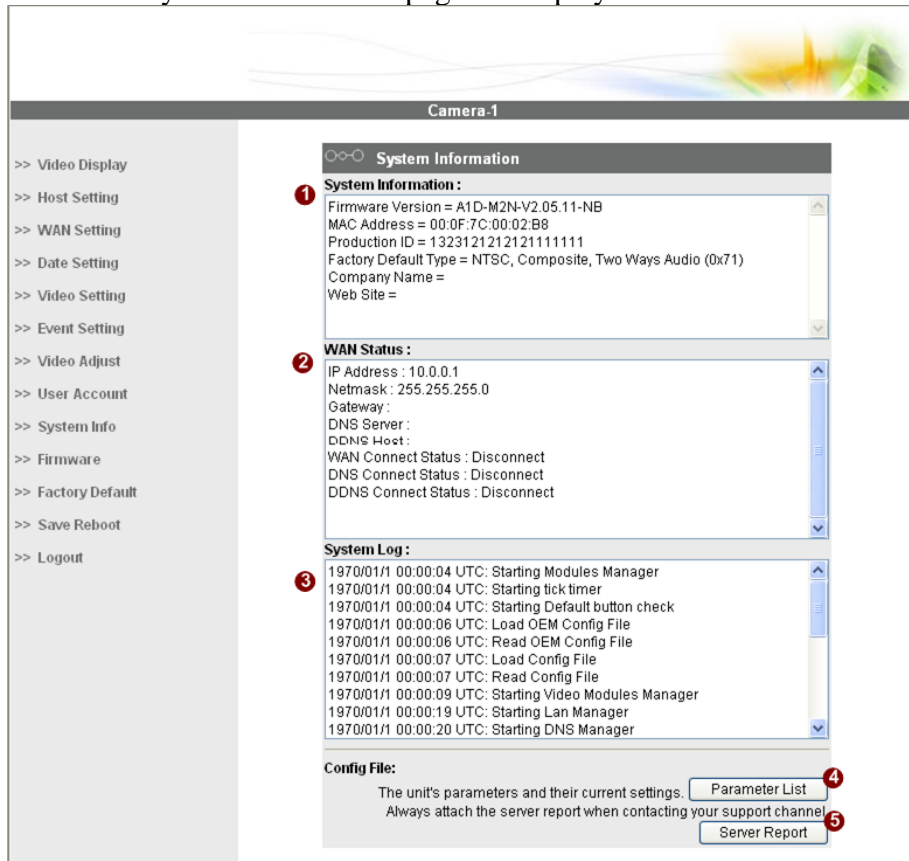 Camera-1
>> Video Display
>> Host Setting
>> WAN Setting
>> Date Setting
>> Video Setting
>> Event Setting
>> Video Adjust
>> User Account
>> System Info
>> Firmware
>> Factory Default
>> Save Reboot
>> Logout
System Information
1
System Information :
Firmware Version = A1D-M2N-V2.05.11-NB
MAC Address = 00:0F:7C:00:02:B8
Production ID = 1323121212121111111
Factory Default Type = NTSC, Composite, Two Ways Audio (0x71)
Company Name =
Web Site =
2
WAN Status :
IP Address : 10.0.0.1
Netmask : 255.255.255.0
Gateway :
DNS Server :
DDNS Host :
WAN Connect Status : Disconnect
DNS Connect Status : Disconnect
DDNS Connect Status : Disconnect
System Log :
3
1970/01/1 00:00:04 UTC: Starting Modules Manager
1970/01/1 00:00:04 UTC: Starting tick timer
1970/01/1 00:00:04 UTC: Starting Default button check
1970/01/1 00:00:06 UTC: Load OEM Config File
1970/01/1 00:00:06 UTC: Read OEM Config File
1970/01/1 00:00:07 UTC: Load Config File
1970/01/1 00:00:07 UTC: Read Config File
1970/01/1 00:00:09 UTC: Starting Video Modules Manager
1970/01/1 00:00:19 UTC: Starting Lan Manager
1970/01/1 00:00:20 UTC: Starting DNS Manager
Config File:
The unit's parameters and their current settings. Parameter List 4
Always attach the server report when contacting your support channel
5
Server Report